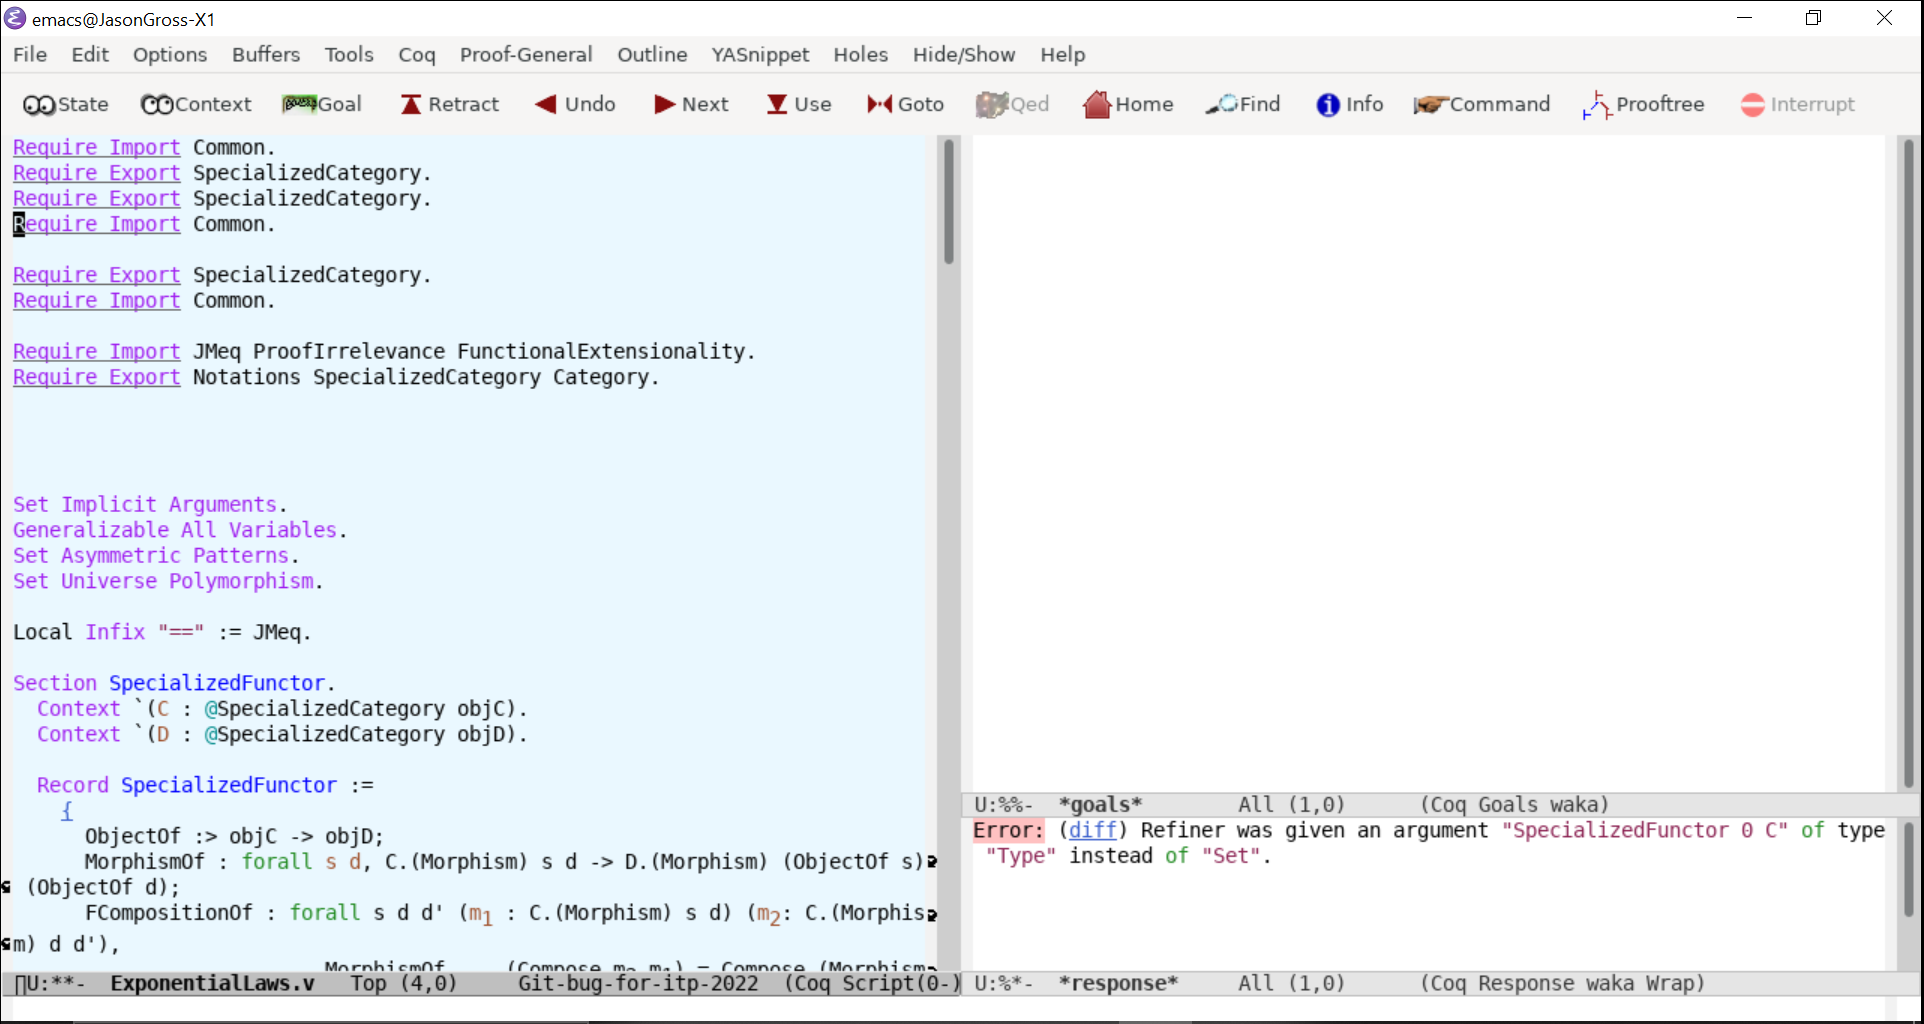 emacs@JasonGross-X1
File Edit Options Buffers Tools Coq Proof-General Outline YASnippet Holes Hide/Show Help
State Context Goal Retract Undo Next Use Goto Qed Home Find Info Command Prooftree Interrupt
Require Import Common.
Require Export SpecializedCategory.
Require Export SpecializedCategory.
Require Import Common.
Require Export SpecializedCategory.
Require Import Common.
Require Import JMeq ProofIrrelevance FunctionalExtensionality.
Require Export Notations SpecializedCategory Category.
Set Implicit Arguments.
Generalizable All Variables.
Set Asymmetric Patterns.
Set Universe Polymorphism.
Local Infix "==" := JMeq.
Section SpecializedFunctor.
Context `(C : @SpecializedCategory objC).
Context `(D : @SpecializedCategory objD).
Record SpecializedFunctor :=
{
ObjectOf :> objC -> objD;
MorphismOf : forall s d, C.(Morphism) s d -> D.(Morphism) (ObjectOf s)
(ObjectOf d);
FCompositionOf : forall s d d' (m₁ : C.(Morphism) s d) (m₂: C.(Morphis
m) d d'),
MorphismOf _ _ (Compose m₂ m₁) = Compose (Morphism
U:**- ExponentialLaws.v Top (4,0) Git-bug-for-itp-2022 (Coq Script(0-)
U:%%- *goals* All (1,0) (Coq Goals waka)
Error: (diff) Refiner was given an argument "SpecializedFunctor 0 C" of type
"Type" instead of "Set".
U:%*- *response* All (1,0) (Coq Response waka Wrap)